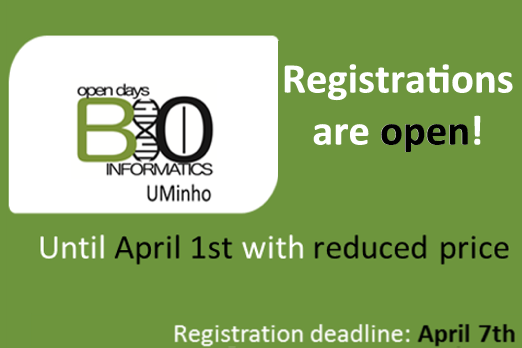 open days
BIO
INFORMATICS
UMinho
Registrations
are open!
Until April 1st with reduced price
Registration deadline: April 7th